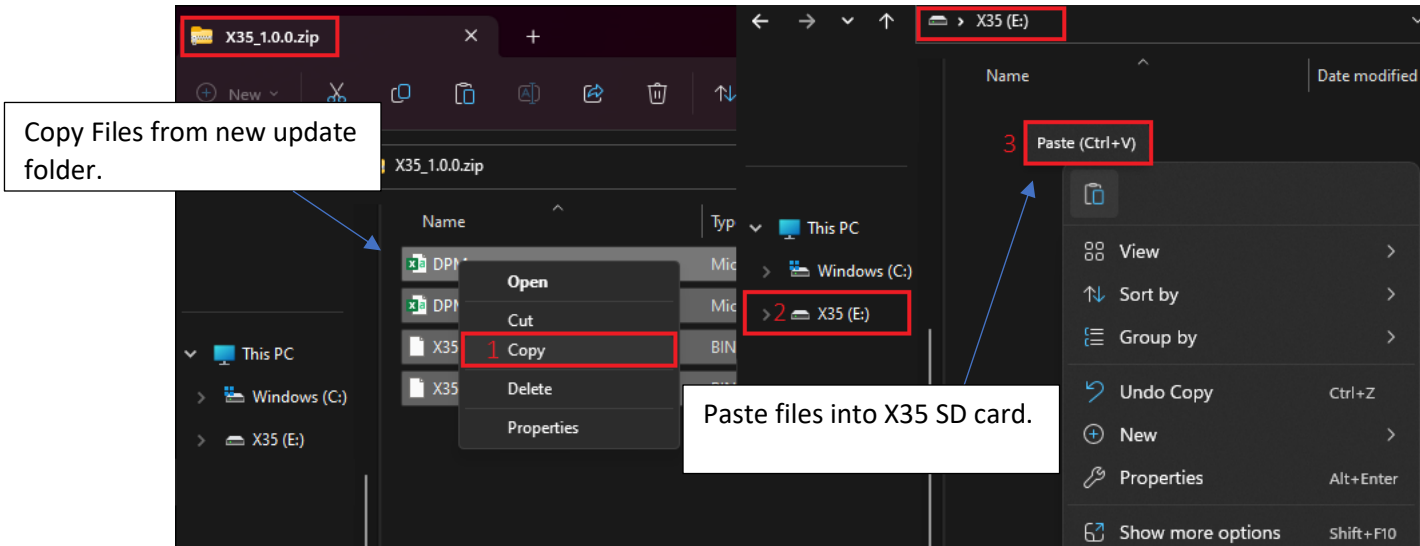 X35_1.0.0.zip
New
Copy Files from new update
folder.
X35_1.0.0.zip
Name
Typ
DPM
Mic
DPM
Mic
X35
BIN
X35
Open
Cut
1 Copy
Delete
Properties
This PC
Windows (C:)
X35 (E:)
X35 (E:)
Name
Date modified
3 Paste (Ctrl+V)
This PC
Windows (C:)
2 X35 (E:)
View
Sort by
Group by
Undo Copy Ctrl+Z
New
Properties Alt+Enter
Show more options Shift+F10
Paste files into X35 SD card.